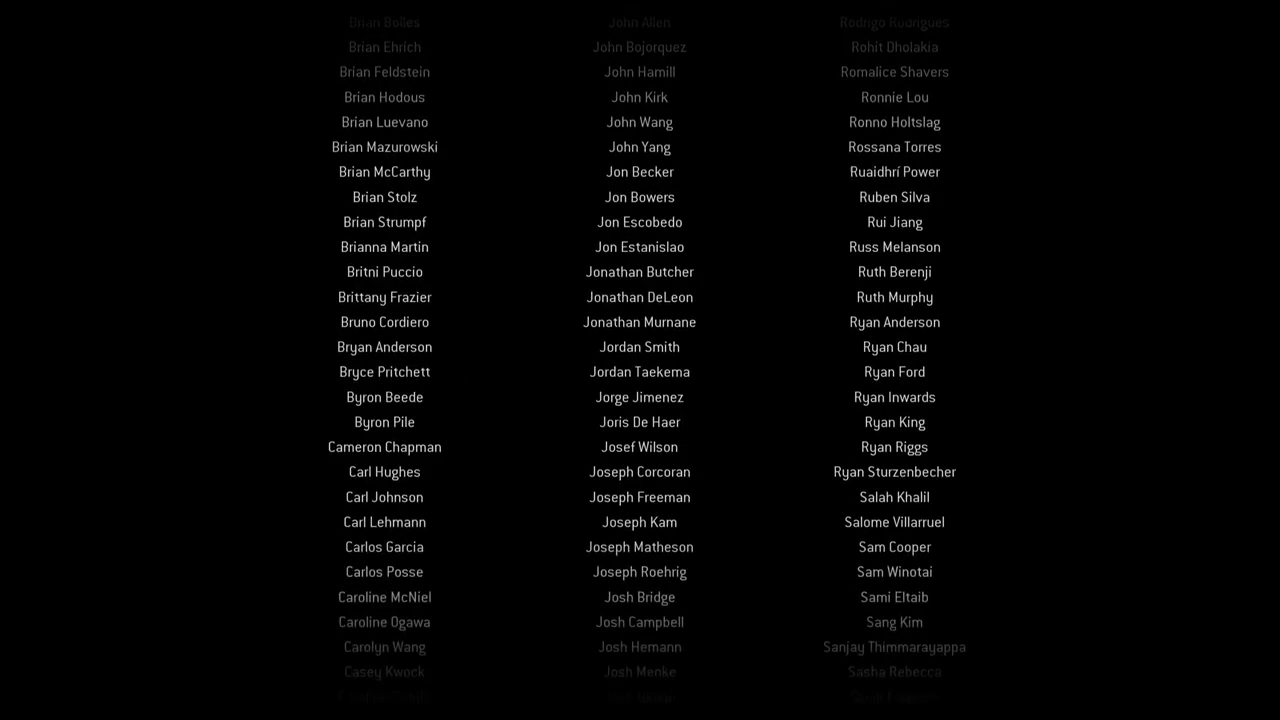 Brian Bolles
Brian Ehrich
Brian Feldstein
Brian Hodous
Brian Luevano
Brian Mazurowski
Brian McCarthy
Brian Stolz
Brian Strumpf
Brianna Martin
Britni Puccio
Brittany Frazier
Bruno Cordiero
Bryan Anderson
Bryce Pritchett
Byron Beede
Byron Pile
Cameron Chapman
Carl Hughes
Carl Johnson
Carl Lehmann
Carlos Garcia
Carlos Posse
Caroline McNiel
Caroline Ogawa
Carolyn Wang
Casey Kwock
John Allen
John Bojorquez
John Hamill
John Kirk
John Wang
John Yang
Jon Becker
Jon Bowers
Jon Escobedo
Jon Estanislao
Jonathan Butcher
Jonathan DeLeon
Jonathan Murnane
Jordan Smith
Jordan Taekema
Jorge Jimenez
Joris De Haer
Josef Wilson
Joseph Corcoran
Joseph Freeman
Joseph Kam
Joseph Matheson
Joseph Roehrig
Josh Bridge
Josh Campbell
Josh Hemann
Josh Menke
Rodrigo Rodrigues
Rohit Dholakia
Romalice Shavers
Ronnie Lou
Ronno Holtslag
Rossana Torres
Ruaidhrí Power
Ruben Silva
Rui Jiang
Russ Melanson
Ruth Berenji
Ruth Murphy
Ryan Anderson
Ryan Chau
Ryan Ford
Ryan Inwards
Ryan King
Ryan Riggs
Ryan Sturzenbecher
Salah Khalil
Salome Villarruel
Sam Cooper
Sam Winotai
Sami Eltaib
Sang Kim
Sanjay Thimmarayappa
Sasha Rebecca